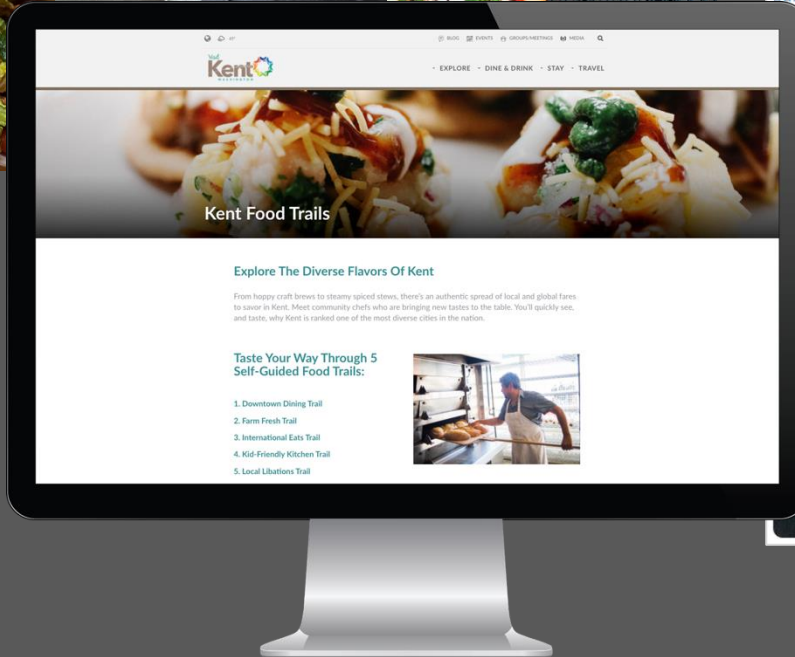 BLOG EVENTS GROUPS/MEETINGS MEDIA
Visit
Kent
WASHINGTON
- EXPLORE - DINE & DRINK - STAY - TRAVEL
Kent Food Trails
Explore The Diverse Flavors Of Kent
From hoppy craft brews to steamy spiced stews, there's an authentic spread of local and global fares
to savor in Kent. Meet community chefs who are bringing new tastes to the table. You'll quickly see,
and taste, why Kent is ranked one of the most diverse cities in the nation.
Taste Your Way Through 5
Self-Guided Food Trails:
1. Downtown Dining Trail
2. Farm Fresh Trail
3. International Eats Trail
4. Kid-Friendly Kitchen Trail
5. Local Libations Trail